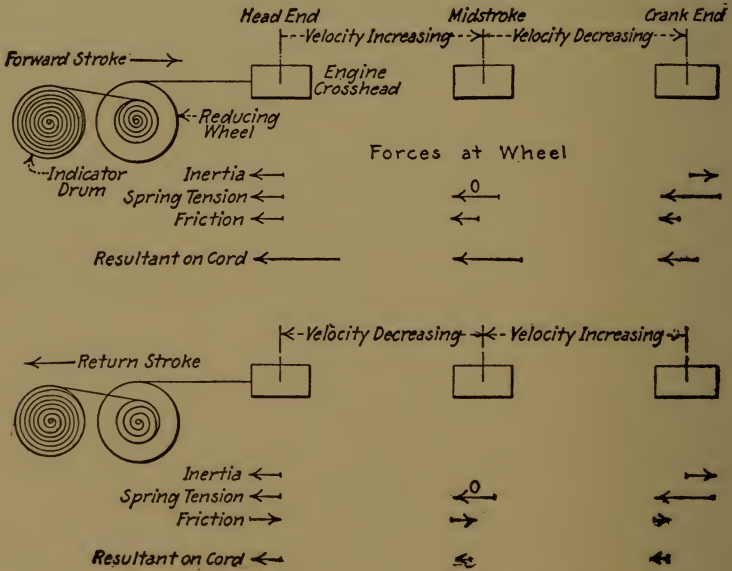 Head End Midstroke Crank End
Velocity Increasing Velocity Decreasing
Forward Stroke
Engine
Crosshead
Reducing
Wheel
Forces at Wheel
Indicator
Drum
Inertia
0
Spring Tension
Friction
Resultant on Cord
Velocity Decreasing Velocity Increasing
Return Stroke
Inertia
0
Spring Tension
Friction
Resultant on Cord